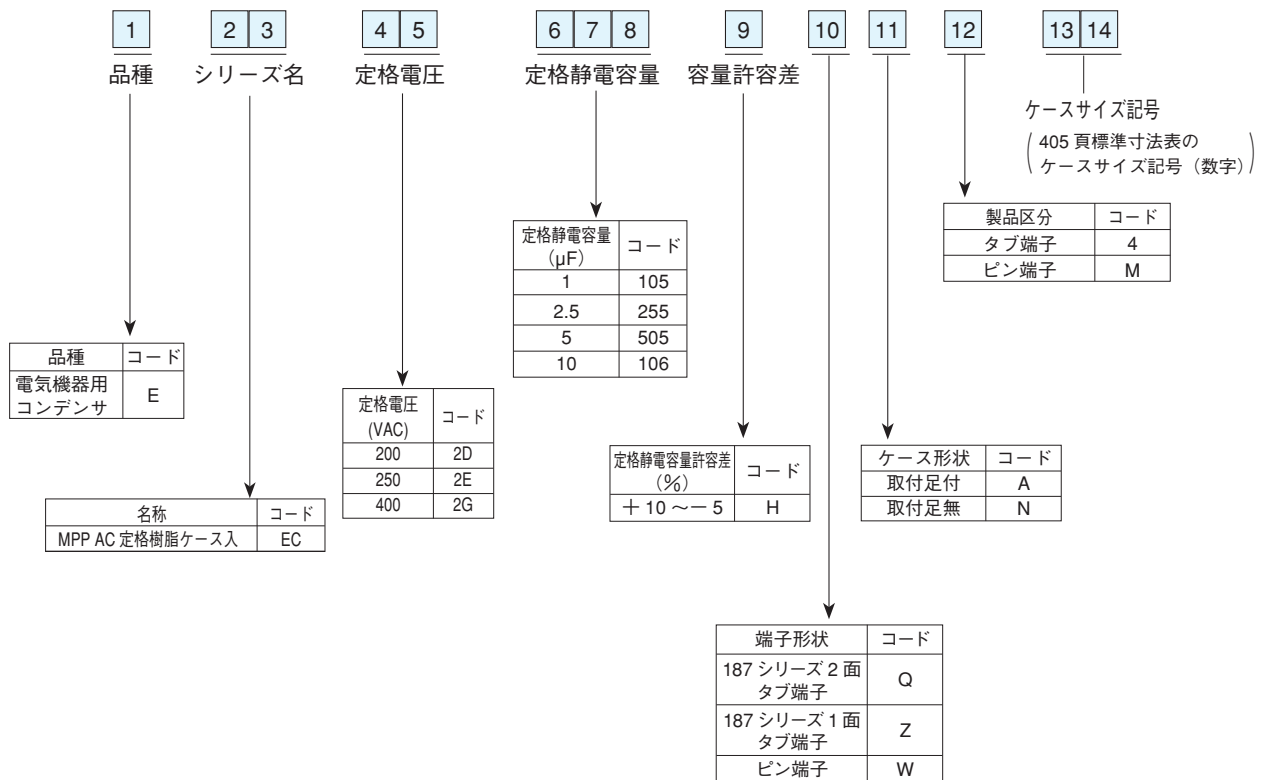 1 2 3 4 5 6 7 8 9 10 11 12 13 14
品種 シリーズ名 定格電圧 定格静電容量 容量許容差
ケースサイズ記号
(405 頁標準寸法表の
ケースサイズ記号(数字))
製品区分 コード
タブ端子 4
ピン端子 M
定格静電容量
(μF) コード
1 105
2.5 255
5 505
10 106
品種 コード
電気機器用
コンデンサ E
定格電圧
(VAC) コード
200 2D
250 2E
400 2G
定格静電容量許容差
(%) コード
+10 ~-5 H
ケース形状 コード
取付足付 A
取付足無 N
名称 コード
MPP AC 定格樹脂ケース入 EC
端子形状 コード
187 シリーズ 2 面
タブ端子 Q
187 シリーズ 1 面
タブ端子 Z
ピン端子 W